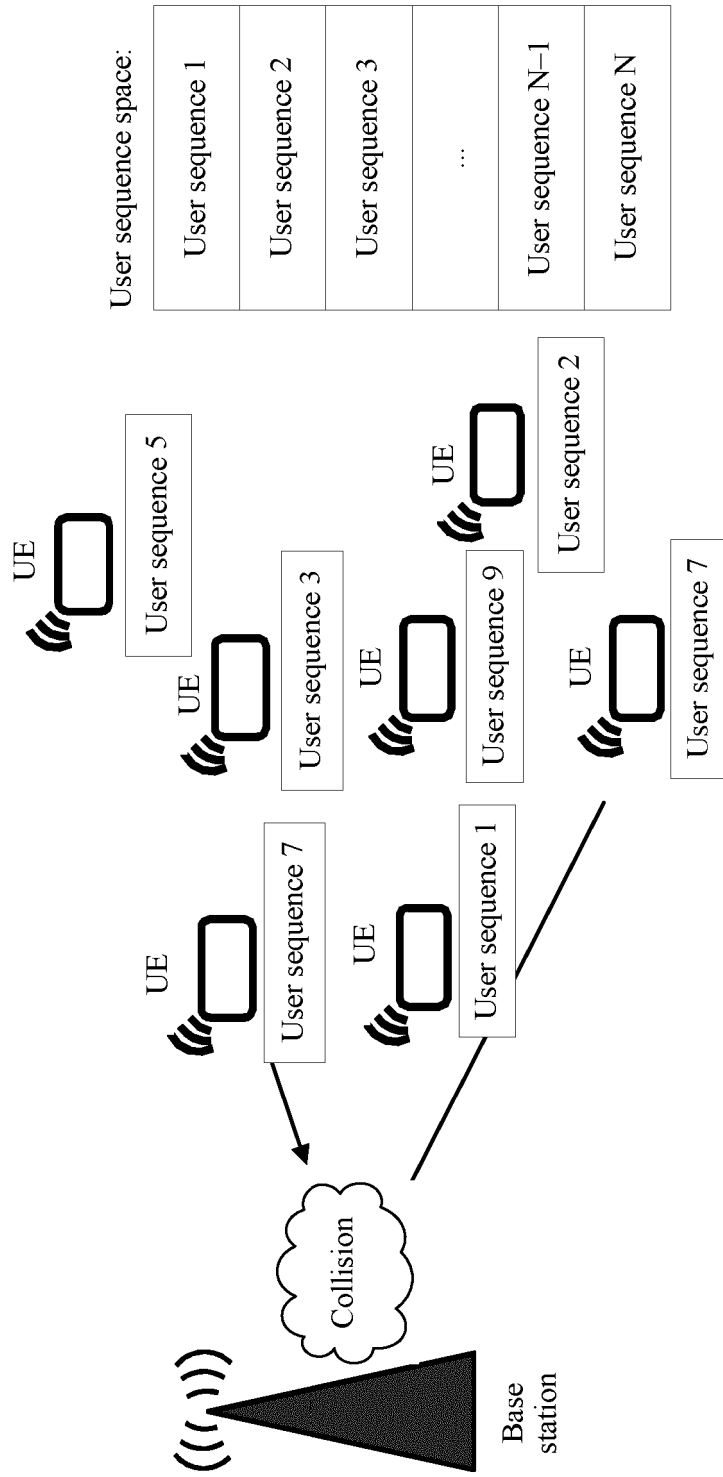 User sequence space:
User sequence 1
User sequence 2
User sequence 3
...
User sequence N–1
User sequence N
UE
User sequence 5
UE
User sequence 3
UE
User sequence 9
UE
User sequence 2
UE
User sequence 7
UE
User sequence 7
UE
User sequence 1
Collision
Base
station